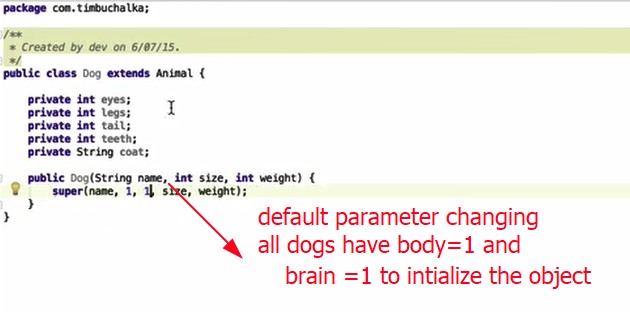 package com.timbuchalka;
/**
 * Created by dev on 6/07/15.
 */
public class Dog extends Animal {
    private int eyes;
    private int legs;
    private int tail;
    private int teeth;
    private String coat;
    public Dog(String name, int size, int weight) {
        super(name, 1, 1, size, weight);
    }
}
default parameter changing
all dogs have body=1 and
brain =1 to intialize the object